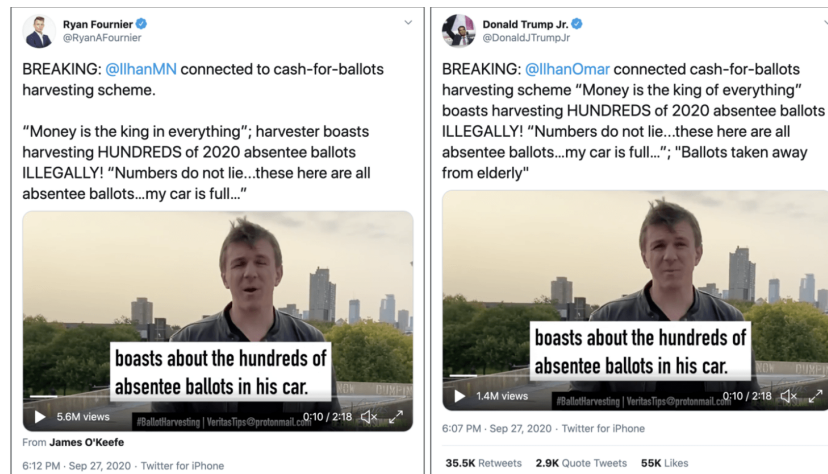 Ryan Fournier
@RyanAFournier
BREAKING: @IlhanMN connected to cash-for-ballots
harvesting scheme.
“Money is the king in everything”; harvester boasts
harvesting HUNDREDS of 2020 absentee ballots
ILLEGALLY! “Numbers do not lie...these here are all
absentee ballots...my car is full...”
boasts about the hundreds of
absentee ballots in his car.
5.6M views
#BallotHarvesting | VeritasTips@protonmail.com
0:10 / 2:18
From James O'Keefe
6:12 PM · Sep 27, 2020 · Twitter for iPhone
Donald Trump Jr.
@DonaldJTrumpJr
BREAKING: @IlhanOmar connected cash-for-ballots
harvesting scheme “Money is the king of everything”
boasts harvesting HUNDREDS of 2020 absentee ballots
ILLEGALLY! “Numbers do not lie...these here are all
absentee ballots...my car is full...”; "Ballots taken away
from elderly"
boasts about the hundreds of
absentee ballots in his car.
1.4M views
#BallotHarvesting | VeritasTips@protonmail.com
0:10 / 2:18
6:07 PM · Sep 27, 2020 · Twitter for iPhone
35.5K Retweets 2.9K Quote Tweets 55K Likes